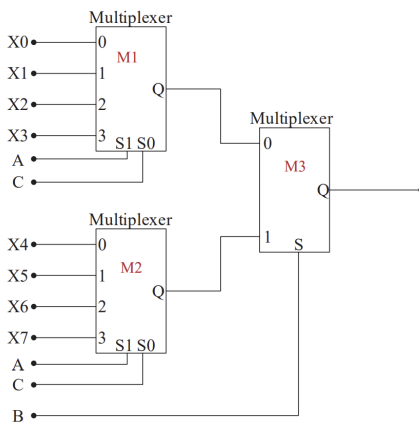 Multiplexer
X0 0
M1
X1 1
Q
X2 2
X3 3
S1 S0
A
C
Multiplexer
0
M3
Q
1
S
Multiplexer
X4 0
M2
X5 1
Q
X6 2
X7 3
S1 S0
A
C
B